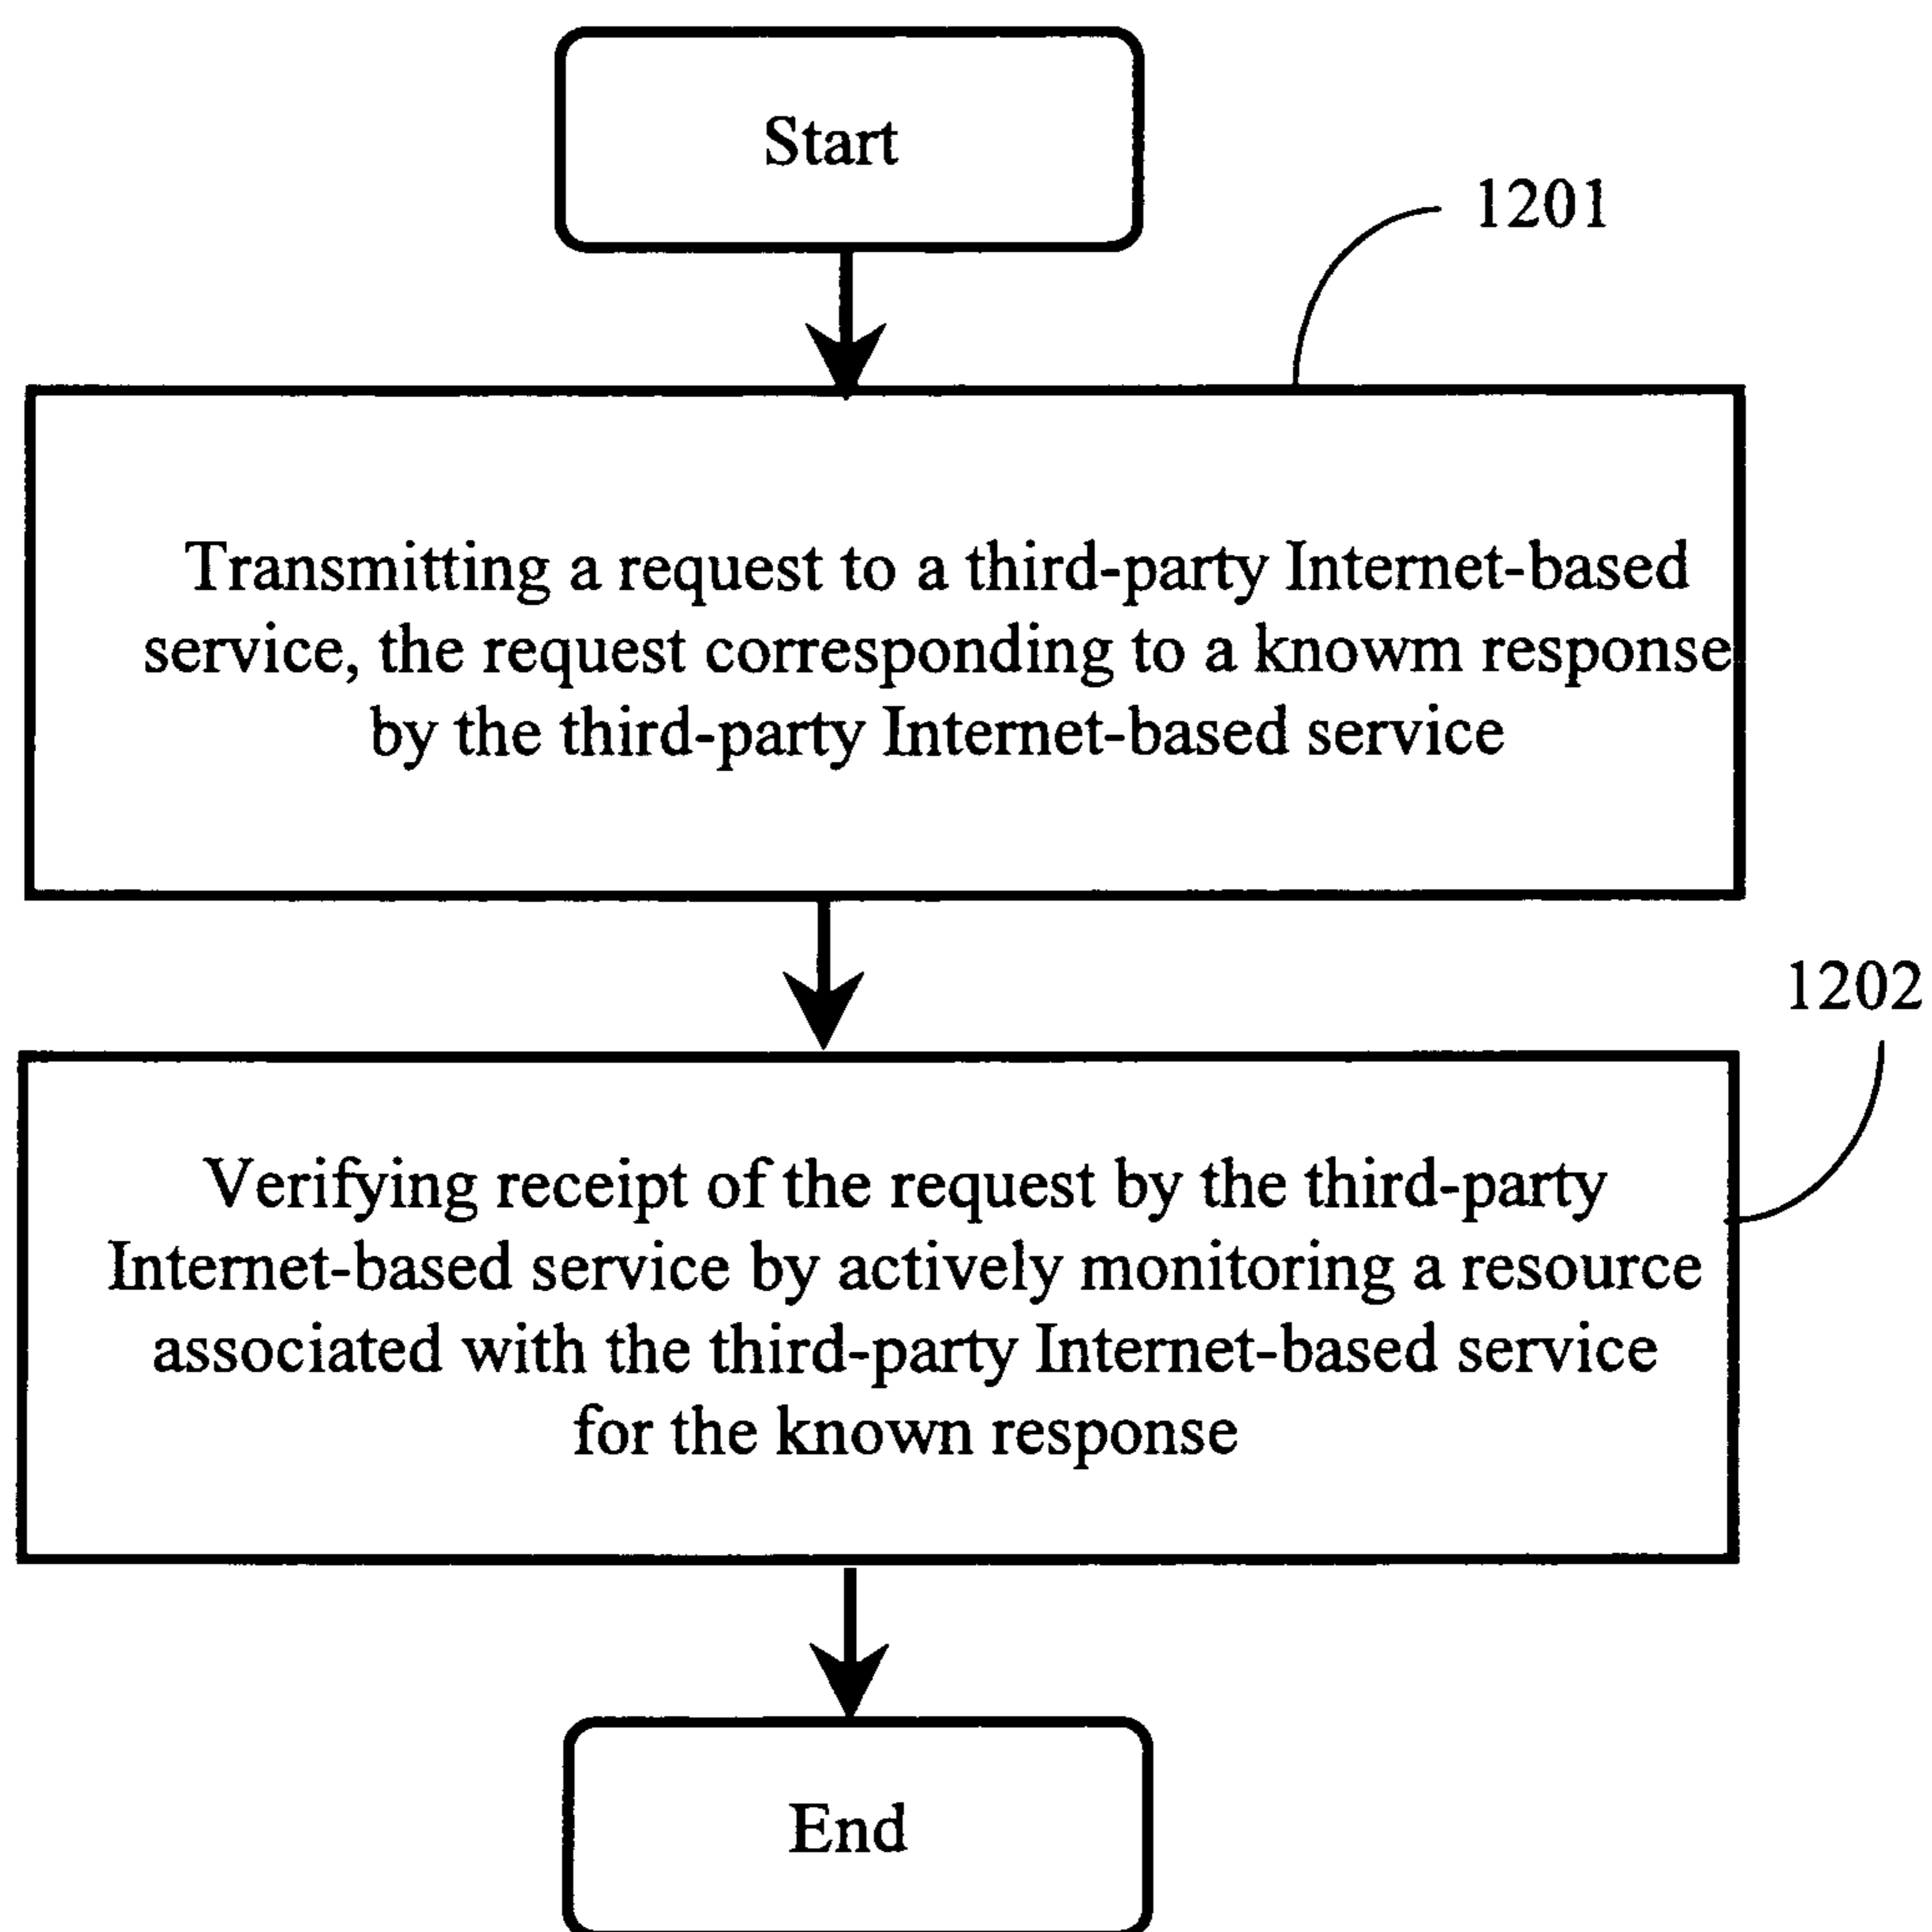 Start
1201
Transmitting a request to a third-party Internet-based
service, the request corresponding to a knowm response
by the third-party Internet-based service
1202
Verifying receipt of the request by the third-party
Internet-based service by actively monitoring a resource
associated with the third-party Internet-based service
for the known response
End